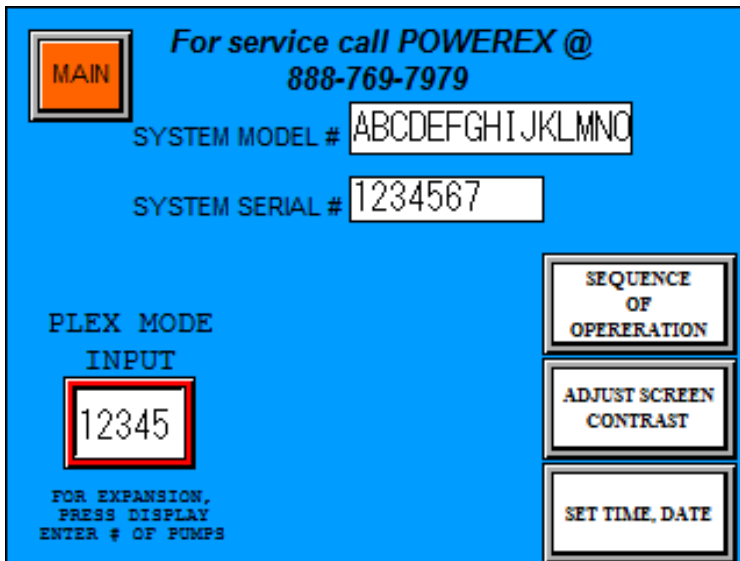 MAIN
For service call POWEREX @
888-769-7979
SYSTEM MODEL # ABCDEFGHIJKLMNO
SYSTEM SERIAL # 1234567
PLEX MODE
INPUT
12345
FOR EXPANSION,
PRESS DISPLAY
ENTER # OF PUMPS
SEQUENCE
OF
OPERERATION
ADJUST SCREEN
CONTRAST
SET TIME, DATE